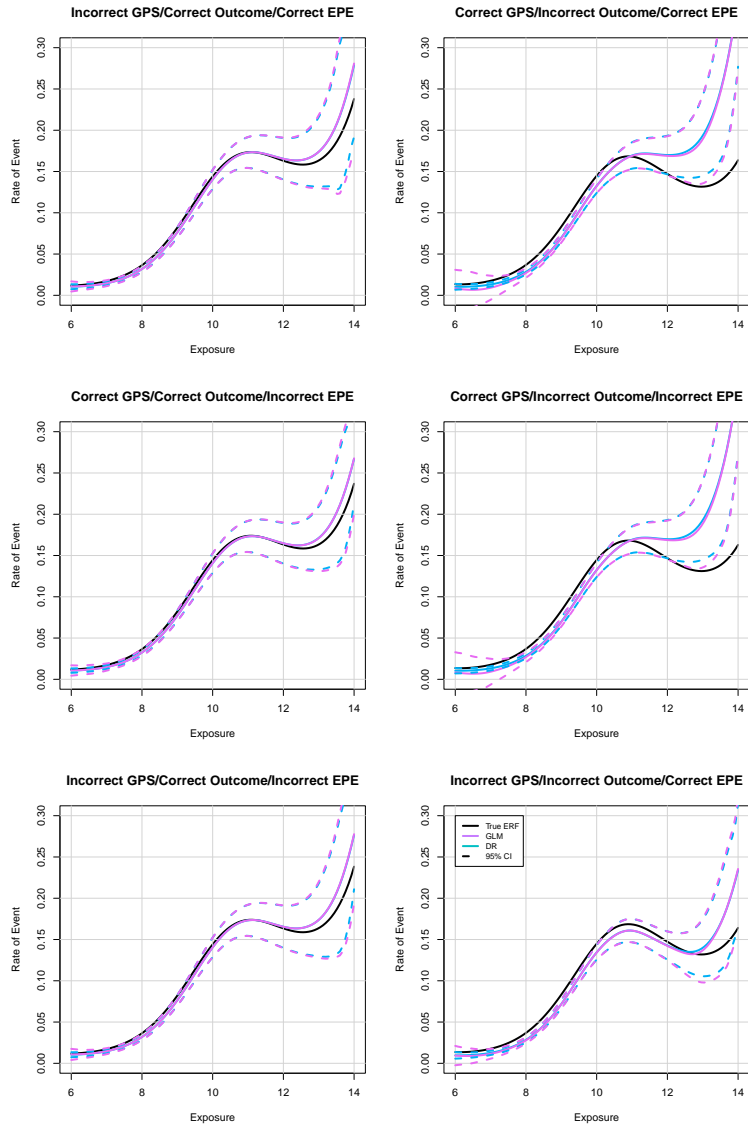 Incorrect GPS/Correct Outcome/Correct EPE
0.30
0.25
0.20
0.15
0.10
0.05
0.00
Rate of Event
6 8 10 12 14
Exposure
Correct GPS/Incorrect Outcome/Correct EPE
0.30
0.25
0.20
0.15
0.10
0.05
0.00
Rate of Event
6 8 10 12 14
Exposure
Correct GPS/Correct Outcome/Incorrect EPE
0.30
0.25
0.20
0.15
0.10
0.05
0.00
Rate of Event
6 8 10 12 14
Exposure
Correct GPS/Incorrect Outcome/Incorrect EPE
0.30
0.25
0.20
0.15
0.10
0.05
0.00
Rate of Event
6 8 10 12 14
Exposure
Incorrect GPS/Correct Outcome/Incorrect EPE
0.30
0.25
0.20
0.15
0.10
0.05
0.00
Rate of Event
6 8 10 12 14
Exposure
Incorrect GPS/Incorrect Outcome/Correct EPE
True ERF
GLM
DR
95% CI
0.30
0.25
0.20
0.15
0.10
0.05
0.00
Rate of Event
6 8 10 12 14
Exposure